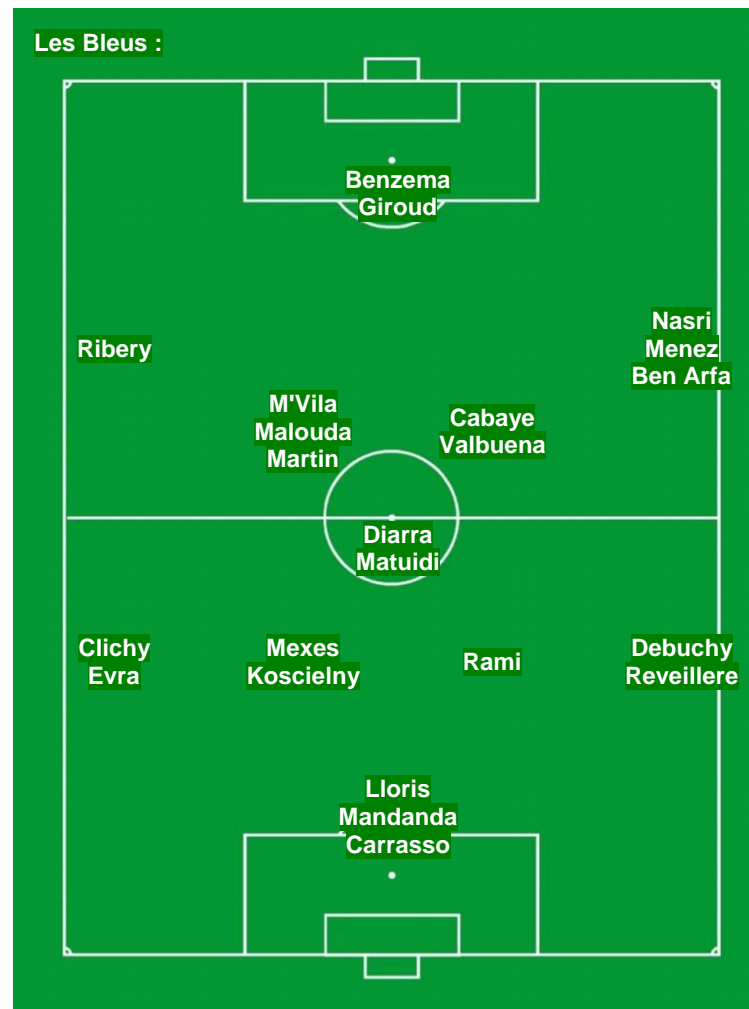 Les Bleus :
Benzema
Giroud
Ribery
Nasri
Menez
Ben Arfa
M'Vila
Malouda
Martin
Cabaye
Valbuena
Diarra
Matuidi
Clichy
Evra
Mexes
Koscielny
Rami
Debuchy
Reveillere
Lloris
Mandanda
Carrasso